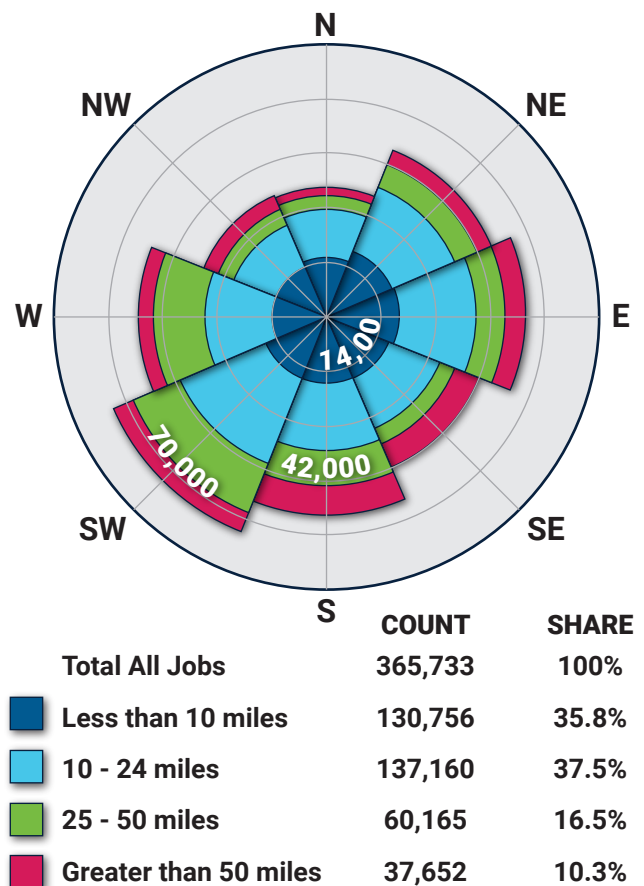 N
NW
NE
W
E
14,00
70,000
42,000
SW
SE
S
COUNT SHARE
Total All Jobs 365,733 100%
Less than 10 miles 130,756 35.8%
10 - 24 miles 137,160 37.5%
25 - 50 miles 60,165 16.5%
Greater than 50 miles 37,652 10.3%